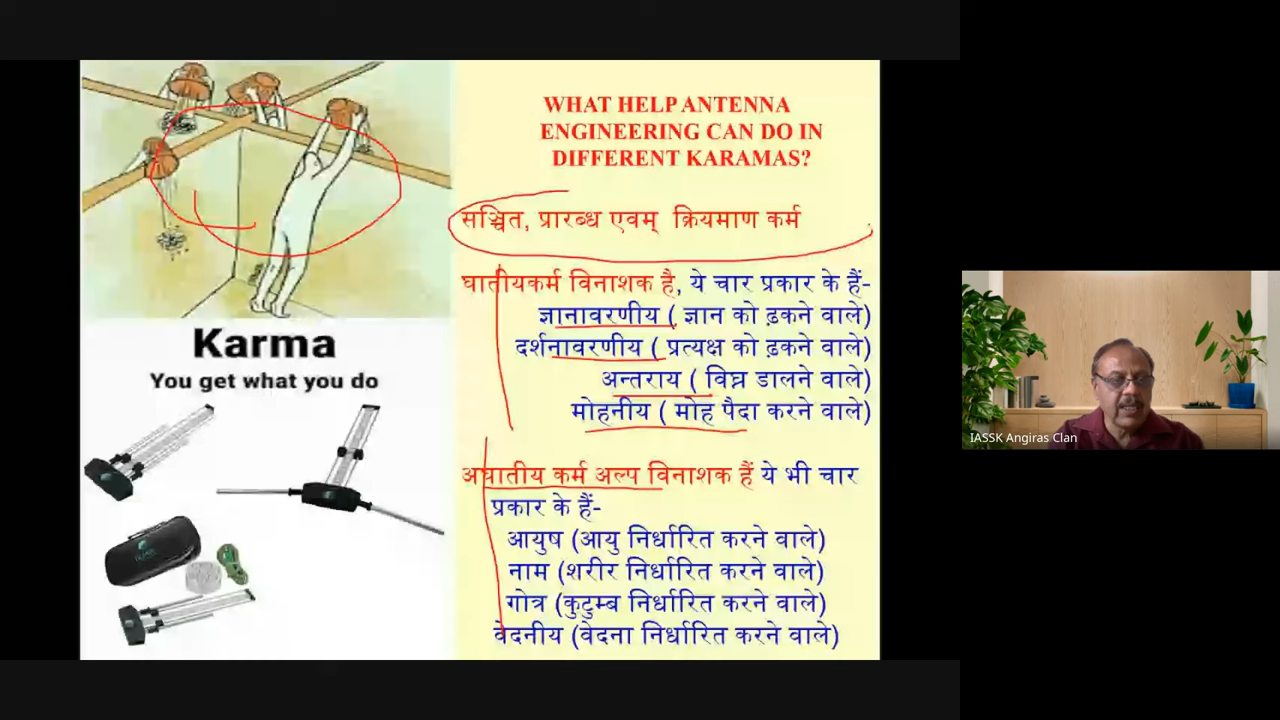 WHAT HELP ANTENNA
ENGINEERING CAN DO IN
DIFFERENT KARAMAS?
सञ्चित, प्रारब्ध एवम् क्रियमाण कर्म
घातीयकर्म विनाशक है, ये चार प्रकार के हैं-
ज्ञानावरणीय ( ज्ञान को ढ़कने वाले)
दर्शनावरणीय ( प्रत्यक्ष को ढ़कने वाले)
अन्तराय ( विघ्न डालने वाले)
मोहनीय ( मोह पैदा करने वाले)
अघातीय कर्म अल्प विनाशक हैं ये भी चार
प्रकार के हैं-
आयुष (आयु निर्धारित करने वाले)
नाम (शरीर निर्धारित करने वाले)
गोत्र (कुटुम्ब निर्धारित करने वाले)
वेदनीय (वेदना निर्धारित करने वाले)
Karma
You get what you do
IASSK Angiras Clan